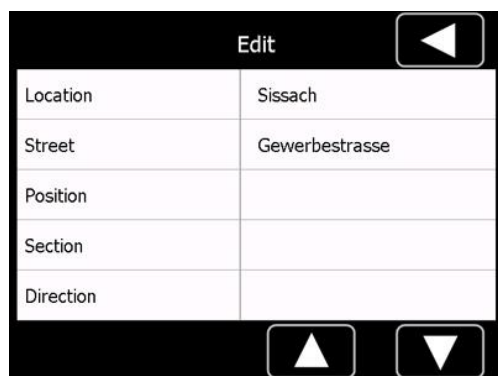 Edit
Location Sissach
Street Gewerbestrasse
Position
Section
Direction